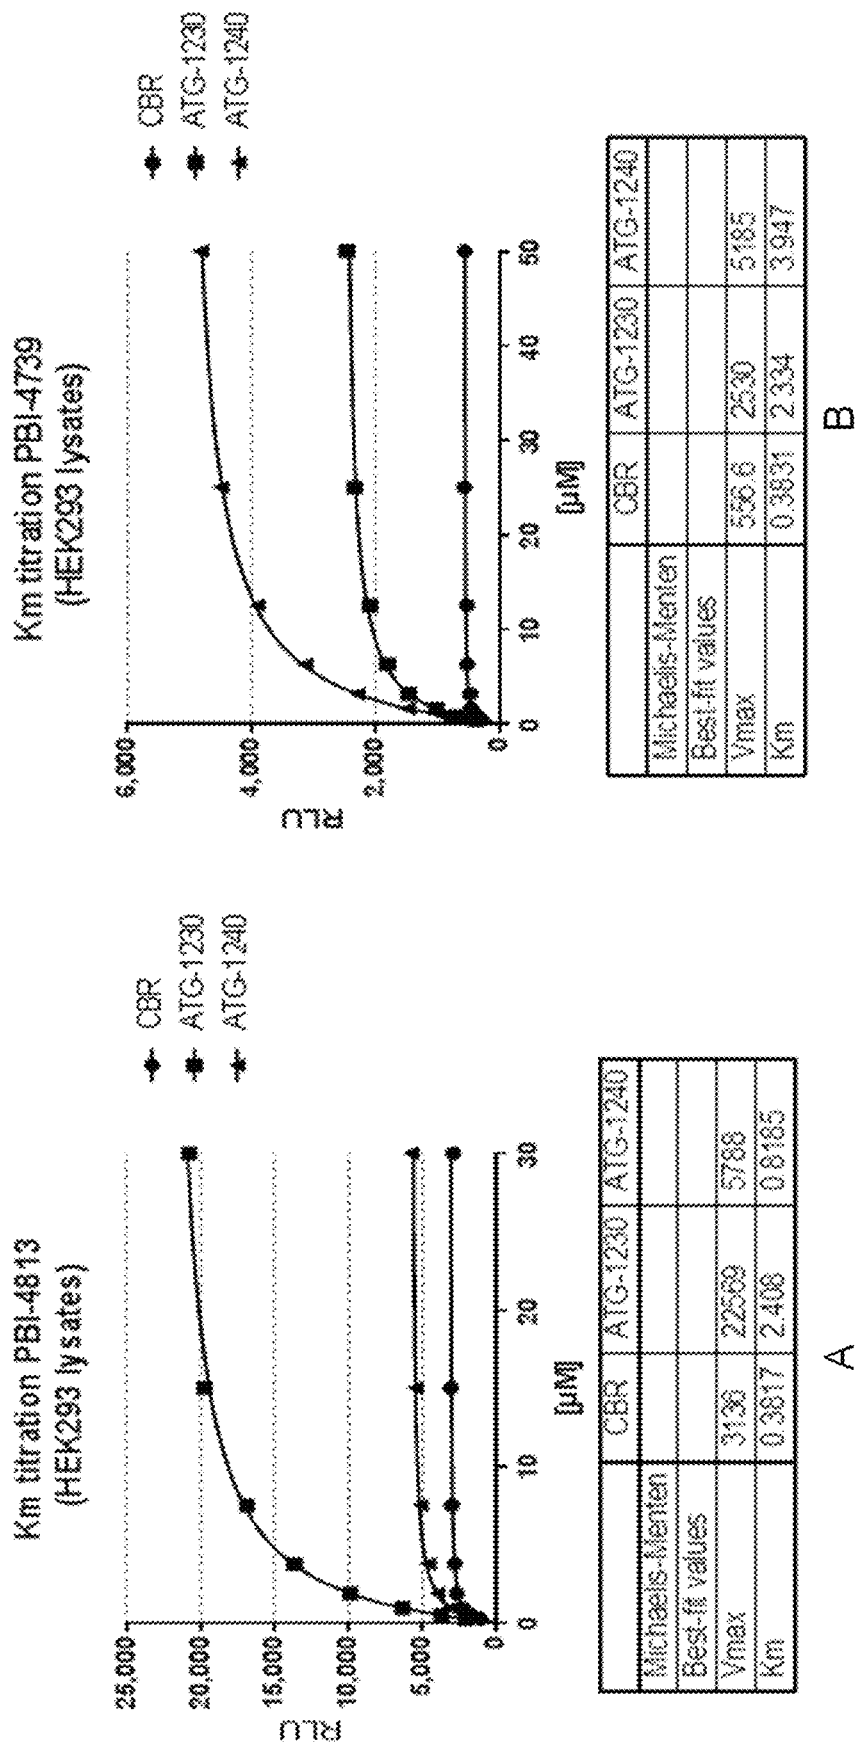 Km titration PBI-4813
(HEK293 lysates)
25,000
20,000
15,000
10,000
5,000
0
RLU
0 10 20 30
[µM]
CBR
ATG-1230
ATG-1240
CBR ATG-1230 ATG-1240
Michaelis-Menten
Best-fit values
Vmax 3136 22569 5788
Km 0.3817 2.408 0.8185
A
Km titration PBI-4739
(HEK293 lysates)
6,000
4,000
2,000
0
RLU
0 10 20 30 40 50
[µM]
CBR
ATG-1230
ATG-1240
CBR ATG-1230 ATG-1240
Michaelis-Menten
Best-fit values
Vmax 556.6 2530 5185
Km 0.3831 2.334 3.947
B